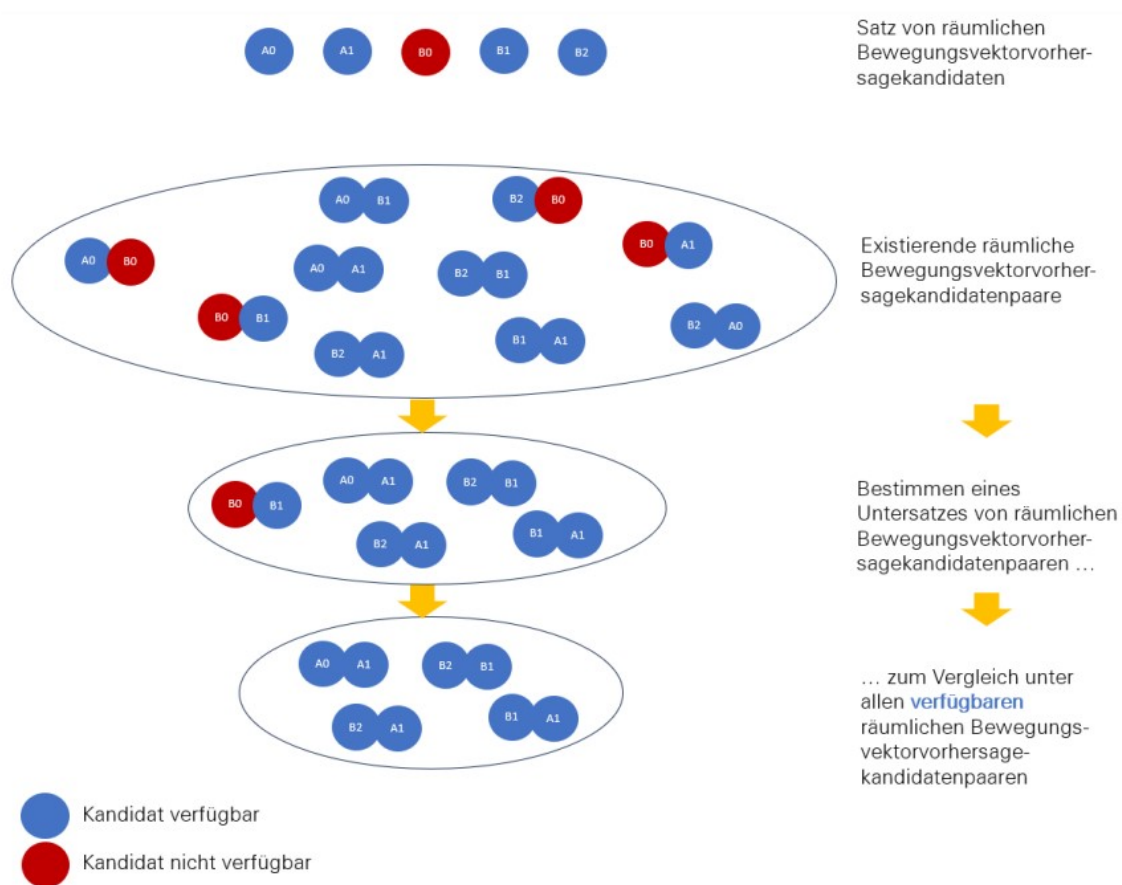 A0 A1 B0 B1 B2
Satz von räumlichen
Bewegungsvektorvorher-
sagekandidaten
A0 B1
B2 B0
B0 A1
A0 B0
A0 A1
B2 B1
B0 B1
B2 A1
B1 A1
B2 A0
Existierende räumliche
Bewegungsvektorvorher-
sagekandidatenpaare
B0 B1
A0 A1
B2 B1
B2 A1
B1 A1
Bestimmen eines
Untersatzes von räumlichen
Bewegungsvektorvorher-
sagekandidatenpaaren ...
A0 A1
B2 B1
B2 A1
B1 A1
... zum Vergleich unter
allen verfügbaren
räumlichen Bewegungs-
vektorvorhersage-
kandidatenpaaren
Kandidat verfügbar
Kandidat nicht verfügbar